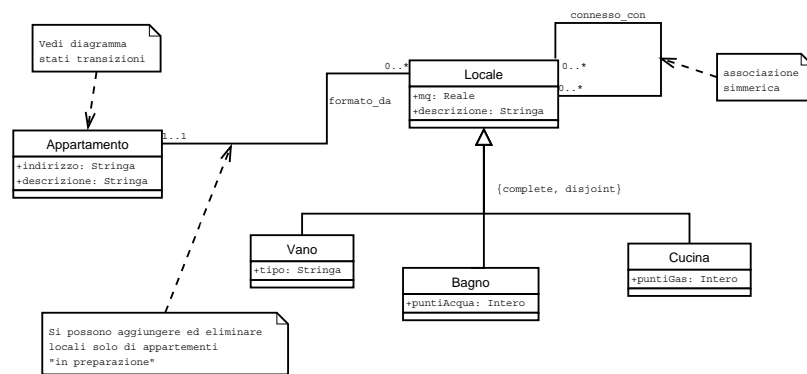 connesso_con
Vedi diagramma
stati transizioni
0..*
Locale
0..*
0..*
+mq: Reale
+descrizione: Stringa
associazione
simmerica
formato_da
1..1
Appartamento
+indirizzo: Stringa
+descrizione: Stringa
{complete, disjoint}
Vano
+tipo: Stringa
Bagno
+puntiAcqua: Intero
Cucina
+puntiGas: Intero
Si possono aggiungere ed eliminare
locali solo di appartementi
"in preparazione"